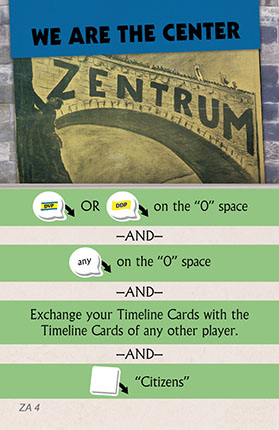 WE ARE THE CENTER
ZENTRUM
DVP OR DDP on the "0" space
—AND—
any on the "0" space
—AND—
Exchange your Timeline Cards with the
Timeline Cards of any other player.
—AND—
"Citizens"
ZA 4